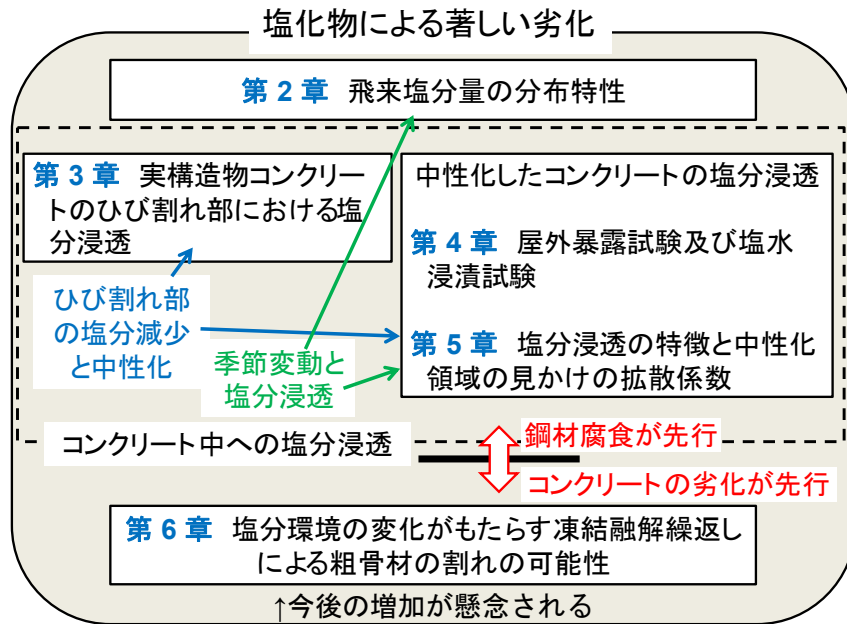 塩化物による著しい劣化
第 2 章 飛来塩分量の分布特性
第 3 章 実構造物コンクリー
トのひび割れ部における塩
分浸透
中性化したコンクリートの塩分浸透
第 4 章 屋外暴露試験及び塩水
浸漬試験
第 5 章 塩分浸透の特徴と中性化
領域の見かけの拡散係数
ひび割れ部
の塩分減少
と中性化
季節変動と
塩分浸透
コンクリート中への塩分浸透
鋼材腐食が先行
コンクリートの劣化が先行
第 6 章 塩分環境の変化がもたらす凍結融解繰返し
による粗骨材の割れの可能性
↑今後の増加が懸念される